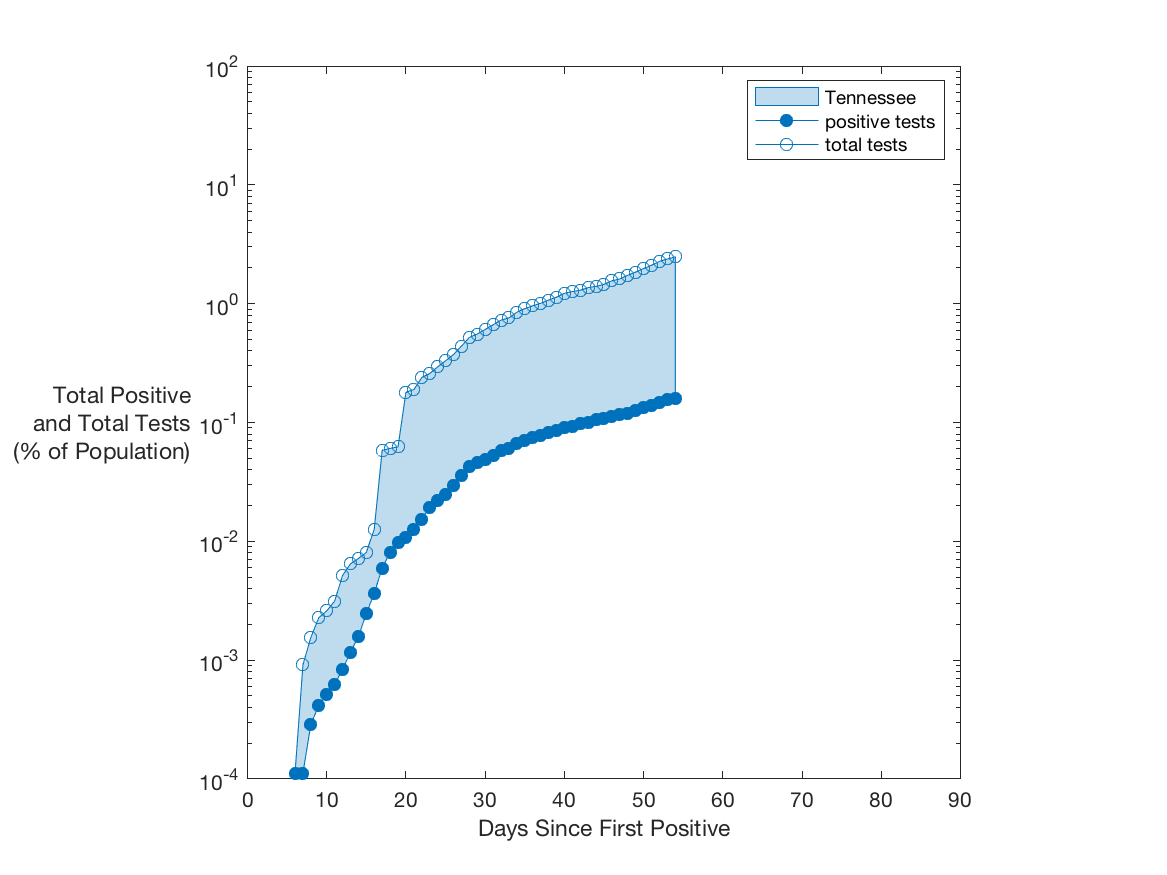 10^2
10^1
10^0
10^-1
10^-2
10^-3
10^-4
Total Positive
and Total Tests
(% of Population)
Tennessee
positive tests
total tests
0 10 20 30 40 50 60 70 80 90
Days Since First Positive